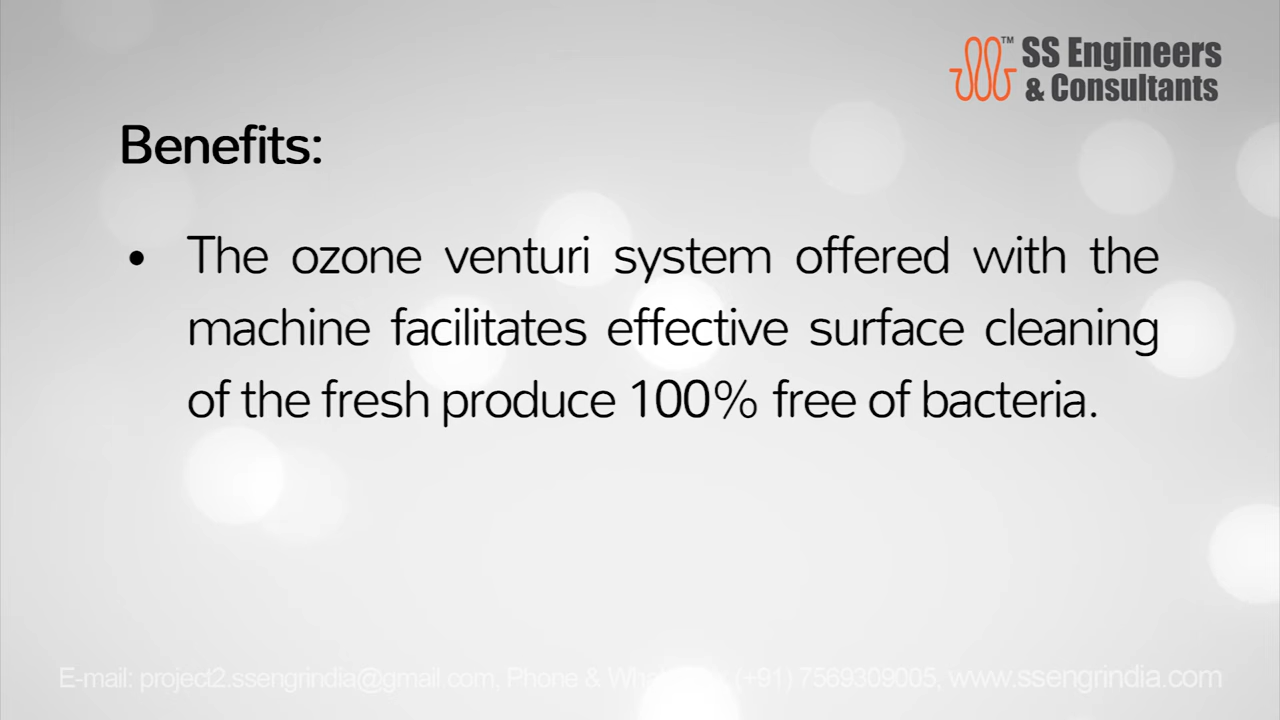 TM SS Engineers
& Consultants
Benefits:
• The ozone venturi system offered with the
machine facilitates effective surface cleaning
of the fresh produce 100% free of bacteria.
E-mail: project2.ssengrindia@gmail.com, Phone & (+91) 7569309005, www.ssengrindia.com